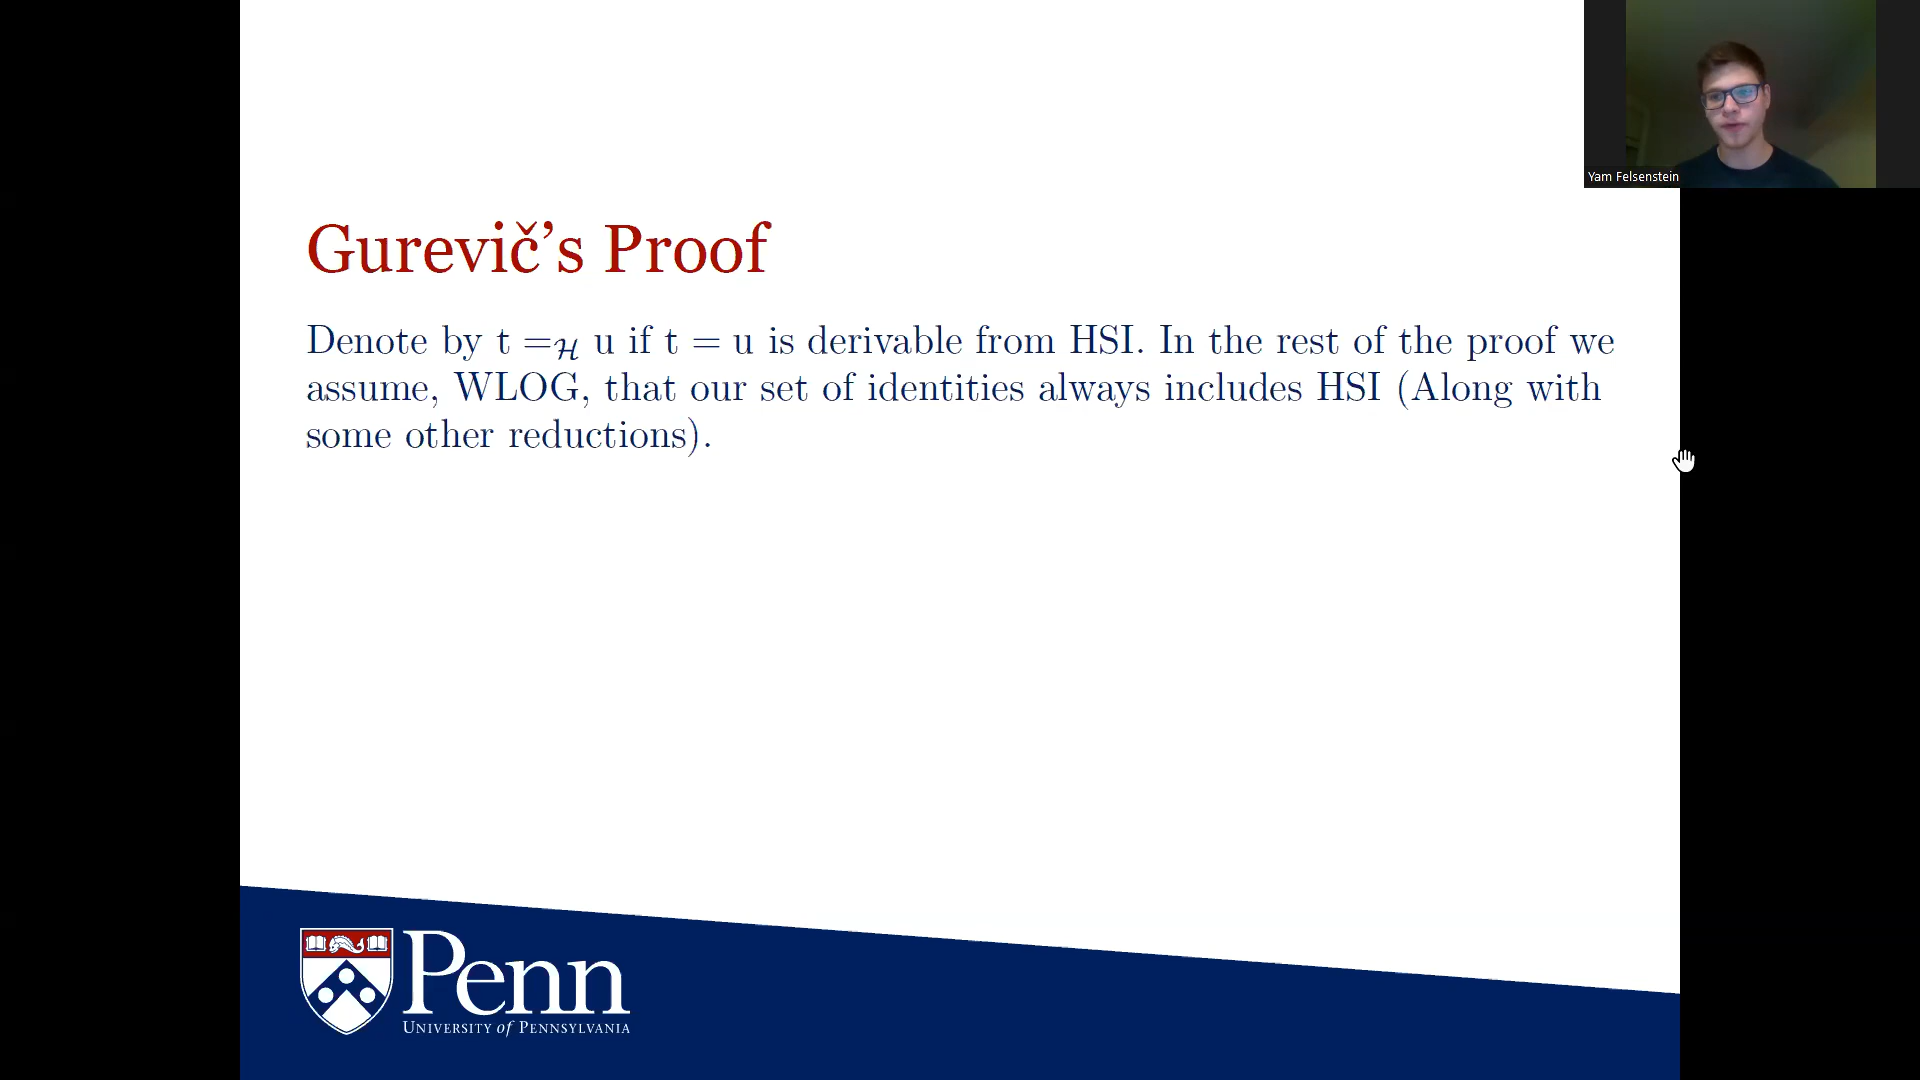 Yam Felsenstein
Gurevič’s Proof
Denote by t =ℋ u if t = u is derivable from HSI. In the rest of the proof we
assume, WLOG, that our set of identities always includes HSI (Along with
some other reductions).
Penn
UNIVERSITY of PENNSYLVANIA